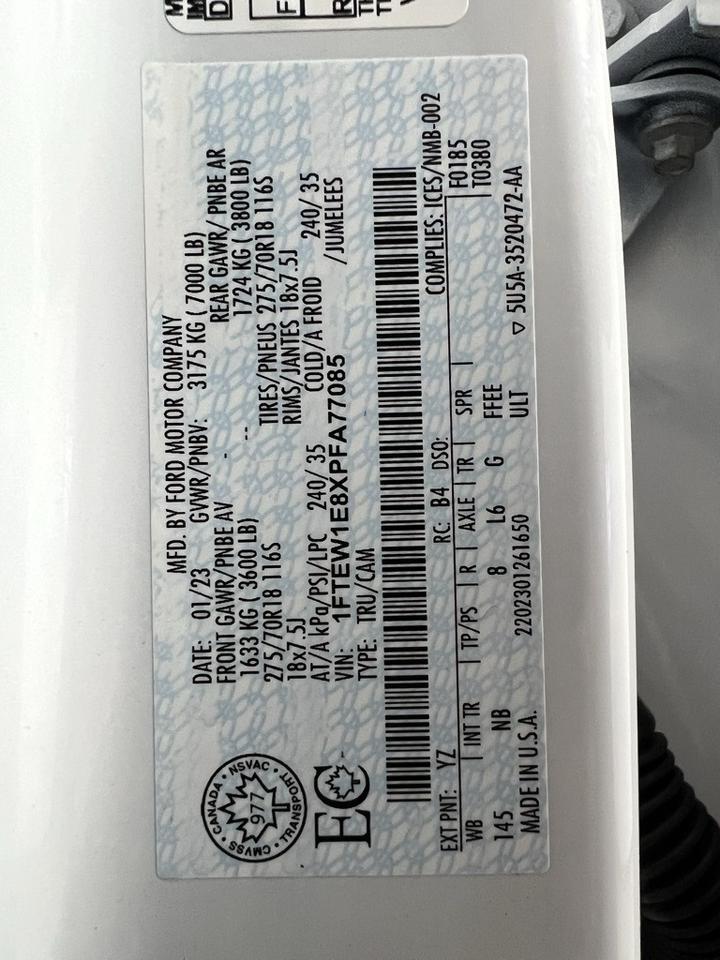 MFD. BY FORD MOTOR COMPANY
DATE: 01/23 GVWR/PNBV: 3175 KG ( 7000 LB)
FRONT GAWR/PNBE AV - -- REAR GAWR/ PNBE AR
1633 KG ( 3600 LB) 1724 KG ( 3800 LB)
275/70R18 116S TIRES/PNEUS 275/70R18 116S
18x7.5J RIMS/JANTES 18x7.5J
AT/A kPa/PSI/LPC 240/ 35 COLD/A FROID 240/ 35
VIN: 1FTEW1E8XPFA77085 /JUMELEES
TYPE: TRU/CAM
CANADA • NSVAC • TRANSPORT • CMVSS •
977
EC
COMPLIES: ICES/NMB-002
EXT PNT: YZ RC: B4 DSO: F0185
WB INT TR TP/PS R AXLE TR SPR T0380
145 NB 8 L6 G FFEE
MADE IN U.S.A. 2202301261650 ULT ▽ 5U5A-3520472-AA